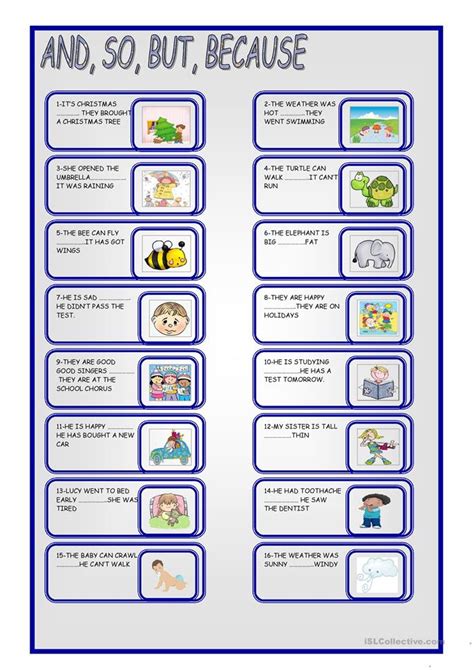 AND, SO, BUT, BECAUSE
1-IT'S CHRISTMAS
............ THEY BROUGHT
A CHRISTMAS TREE
2-THE WEATHER WAS
HOT ............THEY
WENT SWIMMING
3-SHE OPENED THE
UMBRELLA............
IT WAS RAINING
4-THE TURTLE CAN
WALK ............IT CAN'T
RUN
5-THE BEE CAN FLY
............IT HAS GOT
WINGS
6-THE ELEPHANT IS
BIG ............FAT
7-HE IS SAD ............
HE DIDN'T PASS THE
TEST.
8-THEY ARE HAPPY
............THEY ARE ON
HOLIDAYS
9-THEY ARE GOOD
GOOD SINGERS ............
THEY ARE AT THE
SCHOOL CHORUS
10-HE IS STUDYING
............HE HAS A
TEST TOMORROW.
11-HE IS HAPPY ............
HE HAS BOUGHT A NEW
CAR
12-MY SISTER IS TALL
............THIN
13-LUCY WENT TO BED
EARLY ............SHE WAS
TIRED
14-HE HAD TOOTHACHE
............ HE SAW
THE DENTIST
15-THE BABY CAN CRAWL
............HE CAN'T WALK
16-THE WEATHER WAS
SUNNY ............WINDY
iSLCollective.com